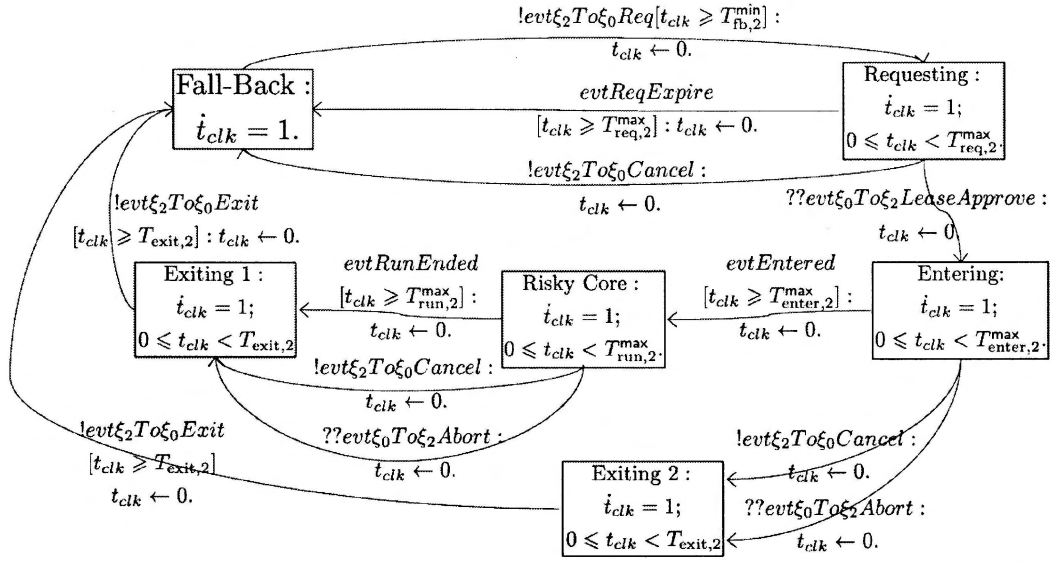 !evtξ₂Toξ₀Req[t_clk ⩾ T^min_fb,2] :
t_clk ← 0.
Fall-Back :
ṫ_clk = 1.
evtReqExpire
[t_clk ⩾ T^max_req,2] : t_clk ← 0.
Requesting :
ṫ_clk = 1;
0 ⩽ t_clk < T^max_req,2.
!evtξ₂Toξ₀Cancel :
t_clk ← 0.
??evtξ₀Toξ₂LeaseApprove :
t_clk ← 0
!evtξ₂Toξ₀Exit
[t_clk ⩾ T_exit,2] : t_clk ← 0.
Exiting 1 :
ṫ_clk = 1;
0 ⩽ t_clk < T_exit,2
evtRunEnded
[t_clk ⩾ T^max_run,2] :
t_clk ← 0.
Risky Core :
ṫ_clk = 1;
0 ⩽ t_clk < T^max_run,2.
evtEntered
[t_clk ⩾ T^max_enter,2] :
t_clk ← 0.
Entering:
ṫ_clk = 1;
0 ⩽ t_clk < T^max_enter,2.
!evtξ₂Toξ₀Cancel :
t_clk ← 0.
??evtξ₀Toξ₂Abort :
t_clk ← 0.
!evtξ₂Toξ₀Exit
[t_clk ⩾ T_exit,2]
t_clk ← 0.
Exiting 2 :
ṫ_clk = 1;
0 ⩽ t_clk < T_exit,2
!evtξ₂Toξ₀Cancel :
t_clk ← 0.
??evtξ₀Toξ₂Abort :
t_clk ← 0.